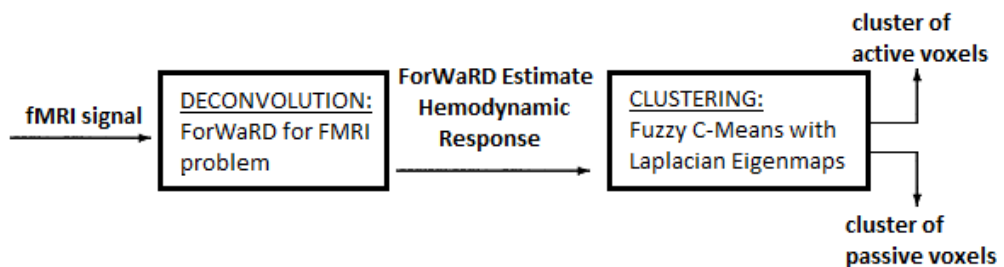 fMRI signal
DECONVOLUTION:
ForWaRD for FMRI
problem
ForWaRD Estimate
Hemodynamic
Response
CLUSTERING:
Fuzzy C-Means with
Laplacian Eigenmaps
cluster of
active voxels
cluster of
passive voxels